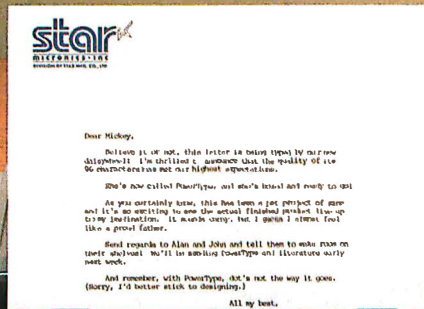 star
MICRONICS·INC
DIVISION OF STAR MFG. CO., LTD
Dear Mickey,
Believe it or not, this letter is being typed by our new
daisywheel! I'm thrilled to announce that the quality of its
96 characters has met our highest expectations.
She's now called PowerType, and she's loud and ready to go!
As you certainly know, this has been a pet project of mine
and it's so exciting to see the actual finished product live up
to my inclination. It sounds corny, but I guess I almost feel
like a proud father.
Send regards to Alan and John and tell them to make room on
their shelves! We'll be sending PowerType and literature early
next week.
And remember, with PowerType, dot's not the way it goes.
(Sorry, I'd better stick to designing.)
All my best,